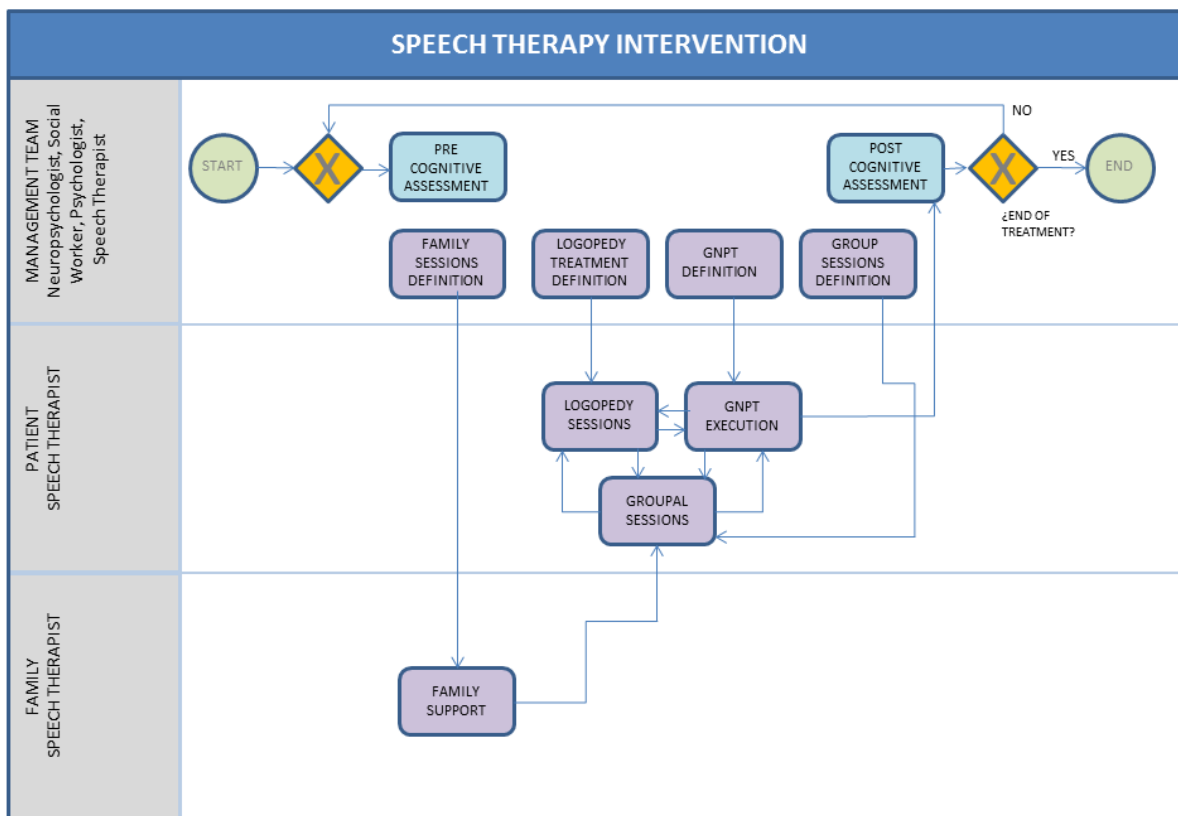 SPEECH THERAPY INTERVENTION
MANAGEMENT TEAM
Neuropsychologist, Social
Worker, Psychologist,
Speech Therapist
START
X
PRE
COGNITIVE
ASSESSMENT
POST
COGNITIVE
ASSESSMENT
X
NO
YES
END
¿END OF
TREATMENT?
FAMILY
SESSIONS
DEFINITION
LOGOPEDY
TREATMENT
DEFINITION
GNPT
DEFINITION
GROUP
SESSIONS
DEFINITION
PATIENT
SPEECH THERAPIST
LOGOPEDY
SESSIONS
GNPT
EXECUTION
GROUPAL
SESSIONS
FAMILY
SPEECH THERAPIST
FAMILY
SUPPORT